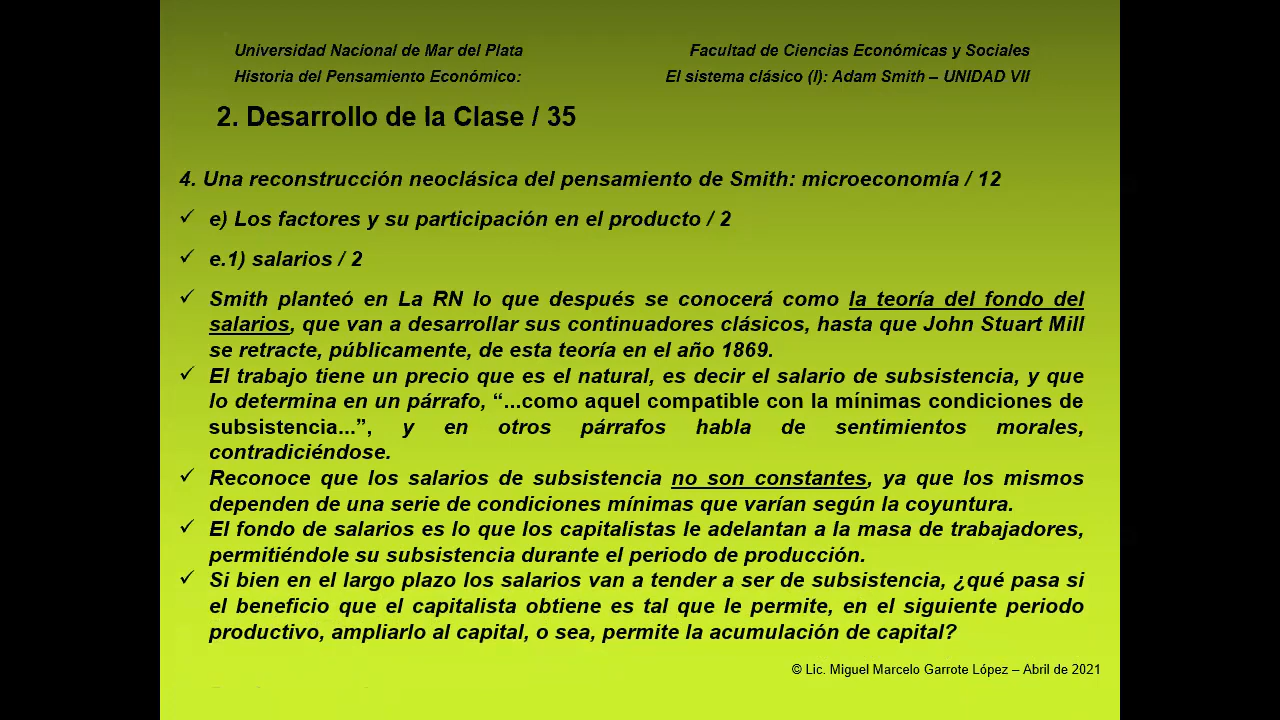 Universidad Nacional de Mar del Plata Facultad de Ciencias Económicas y Sociales
Historia del Pensamiento Económico: El sistema clásico (I): Adam Smith – UNIDAD VII
2. Desarrollo de la Clase / 35
4. Una reconstrucción neoclásica del pensamiento de Smith: microeconomía / 12
✓ e) Los factores y su participación en el producto / 2
✓ e.1) salarios / 2
✓ Smith planteó en La RN lo que después se conocerá como la teoría del fondo del
salarios, que van a desarrollar sus continuadores clásicos, hasta que John Stuart Mill
se retracte, públicamente, de esta teoría en el año 1869.
✓ El trabajo tiene un precio que es el natural, es decir el salario de subsistencia, y que
lo determina en un párrafo, “...como aquel compatible con la mínimas condiciones de
subsistencia...”, y en otros párrafos habla de sentimientos morales,
contradiciéndose.
✓ Reconoce que los salarios de subsistencia no son constantes, ya que los mismos
dependen de una serie de condiciones mínimas que varían según la coyuntura.
✓ El fondo de salarios es lo que los capitalistas le adelantan a la masa de trabajadores,
permitiéndole su subsistencia durante el periodo de producción.
✓ Si bien en el largo plazo los salarios van a tender a ser de subsistencia, ¿qué pasa si
el beneficio que el capitalista obtiene es tal que le permite, en el siguiente periodo
productivo, ampliarlo al capital, o sea, permite la acumulación de capital?
© Lic. Miguel Marcelo Garrote López – Abril de 2021